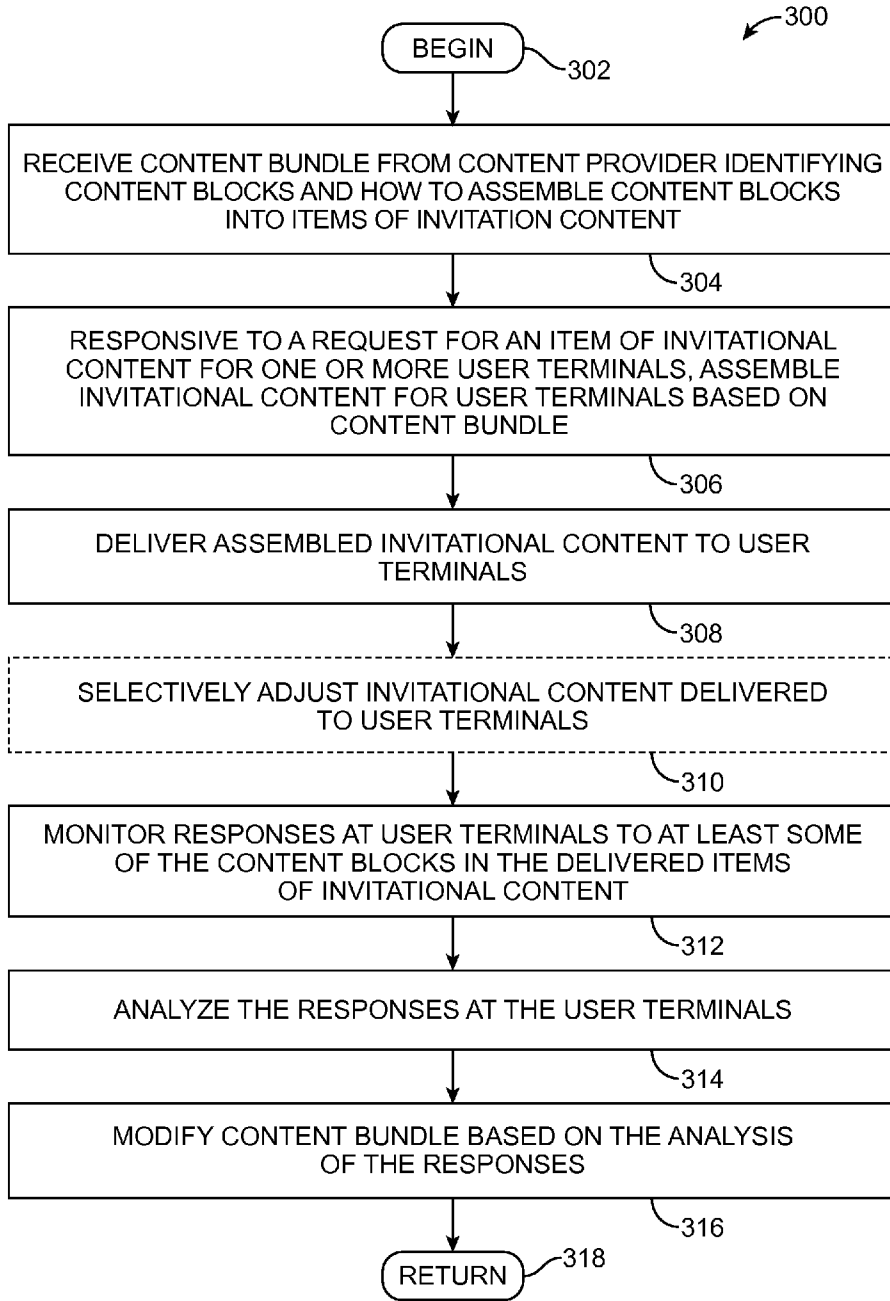 300
BEGIN
302
RECEIVE CONTENT BUNDLE FROM CONTENT PROVIDER IDENTIFYING
CONTENT BLOCKS AND HOW TO ASSEMBLE CONTENT BLOCKS
INTO ITEMS OF INVITATION CONTENT
304
RESPONSIVE TO A REQUEST FOR AN ITEM OF INVITATIONAL
CONTENT FOR ONE OR MORE USER TERMINALS, ASSEMBLE
INVITATIONAL CONTENT FOR USER TERMINALS BASED ON
CONTENT BUNDLE
306
DELIVER ASSEMBLED INVITATIONAL CONTENT TO USER
TERMINALS
308
SELECTIVELY ADJUST INVITATIONAL CONTENT DELIVERED
TO USER TERMINALS
310
MONITOR RESPONSES AT USER TERMINALS TO AT LEAST SOME
OF THE CONTENT BLOCKS IN THE DELIVERED ITEMS
OF INVITATIONAL CONTENT
312
ANALYZE THE RESPONSES AT THE USER TERMINALS
314
MODIFY CONTENT BUNDLE BASED ON THE ANALYSIS
OF THE RESPONSES
316
RETURN
318